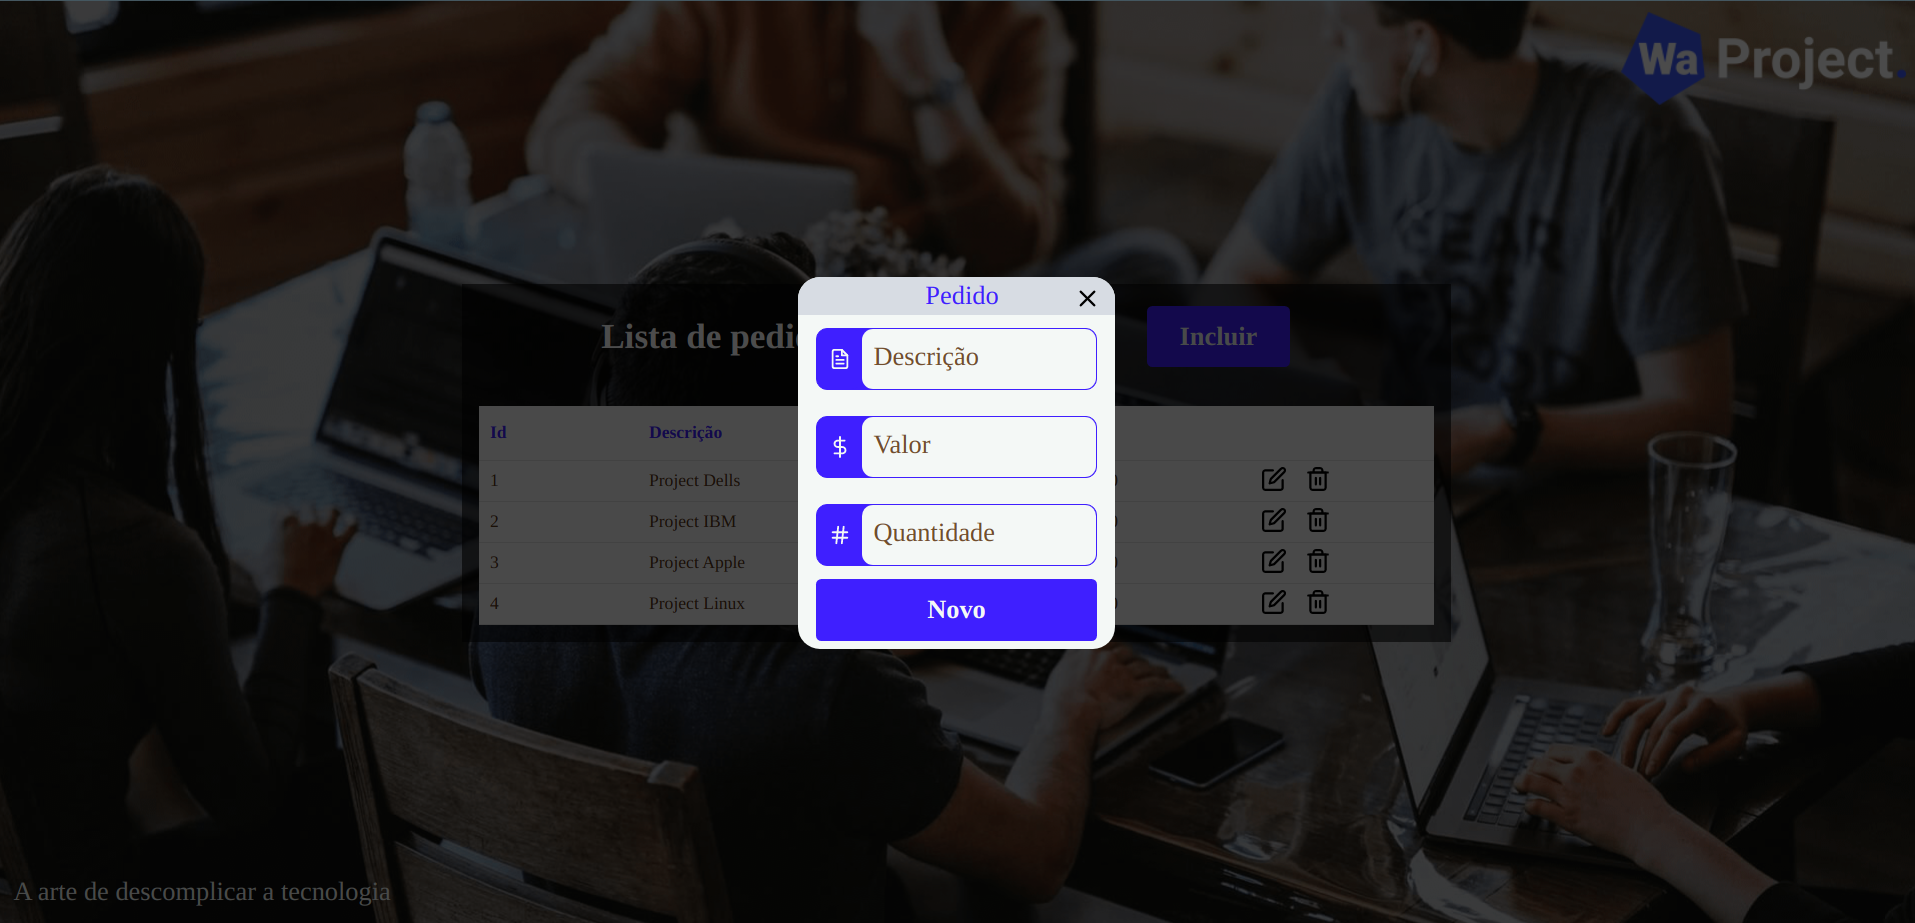 Wa Project.
Pedido
Lista de
Incluir
Descrição
Id
Descrição
Valor
1
Project Dells
2
Project IBM
Quantidade
3
Project Apple
4
Project Linux
Novo
A arte de descomplicar a tecnologia